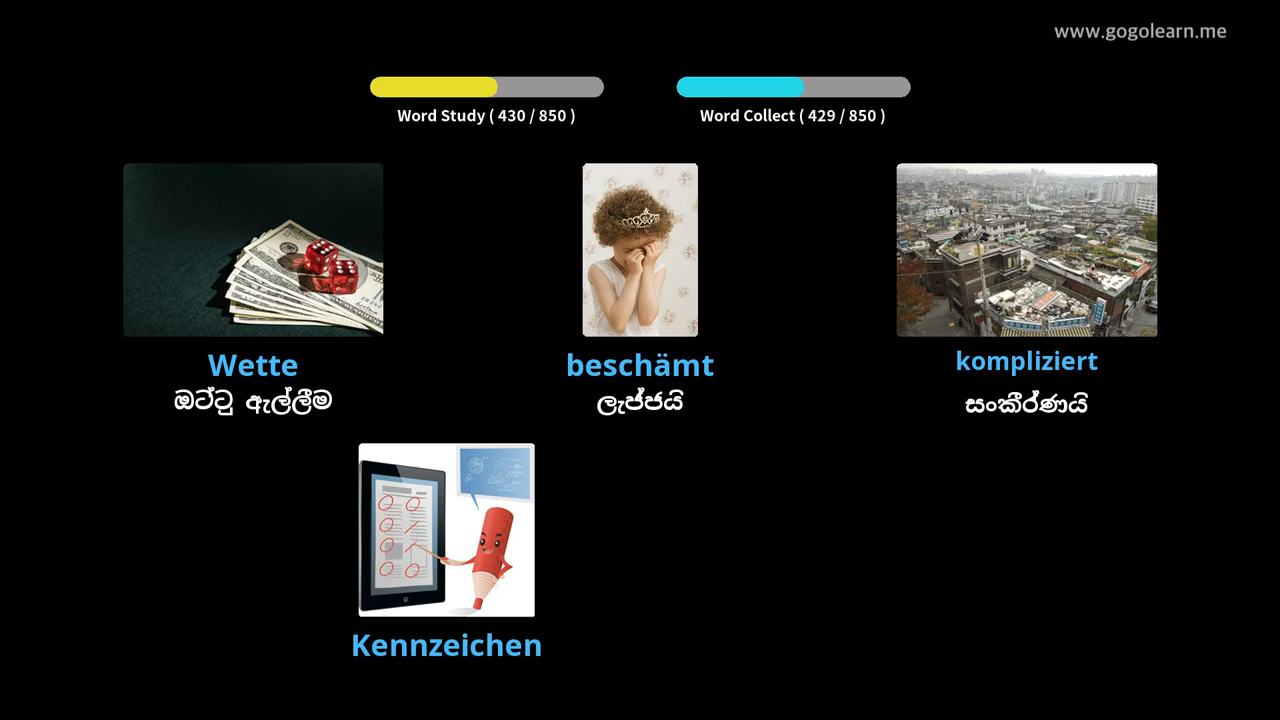 www.gogolearn.me
Word Study ( 430 / 850 )
Word Collect ( 429 / 850 )
Wette
ඔට්ටු ඇල්ලීම
beschämt
ලැජ්ජයි
kompliziert
සංකීර්ණයි
Kennzeichen